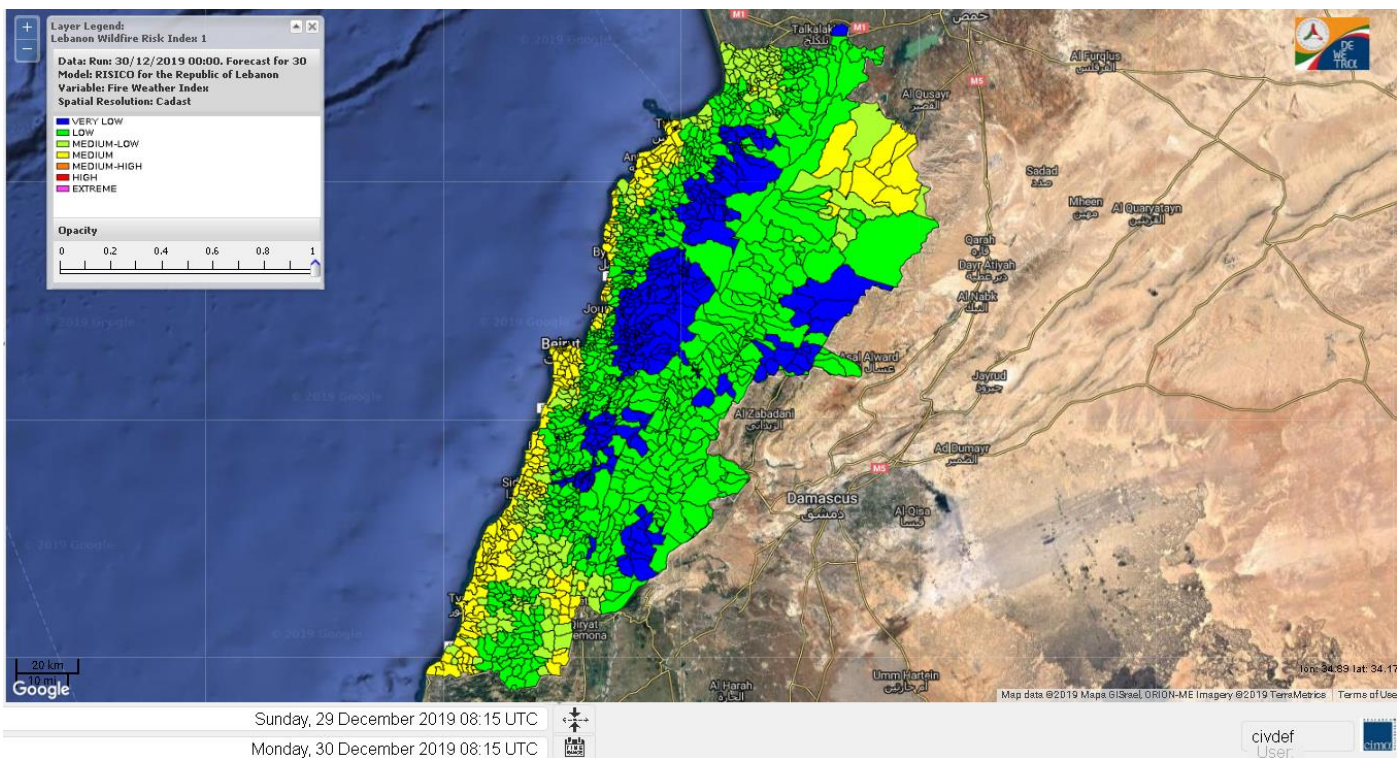 Layer Legend:
Lebanon Wildfire Risk Index 1
Data: Run: 30/12/2019 00:00. Forecast for 30
Model: RISICO for the Republic of Lebanon
Variable: Fire Weather Index
Spatial Resolution: Cadast
VERY LOW
LOW
MEDIUM-LOW
MEDIUM
MEDIUM-HIGH
HIGH
EXTREME
Opacity
0 0.2 0.4 0.6 0.8 1
M1
Talkalakh
تلكلخ
M1
حمص
Al Furqlus
الفرقلس
DE
WE
TRA
M5
Al Qusayr
القصير
Sadad
صدد
Mheen
مهين
Al Quaryatayn
القريتين
Qarah
قارة
Dayr Atiyah
دير عطية
Al Nabk
النبك
Jou
Beirut
Asal Alward
عسال
Jayrud
جيرود
Al Zabadani
الزبداني
Ad Dumayr
الضمير
M5
Damascus
دمشق
Al Qisa
Qiryat
Umm Hartein
أم حارتين
Al Harah
الحارة
© 2019 Google
20 km
10 mi
Google
lon: 34.89 lat: 34.17
Map data ©2019 Mapa GISrael, ORION-ME Imagery ©2019 TerraMetrics
Terms of Use
Sunday, 29 December 2019 08:15 UTC
Monday, 30 December 2019 08:15 UTC
civdef
User:
cima